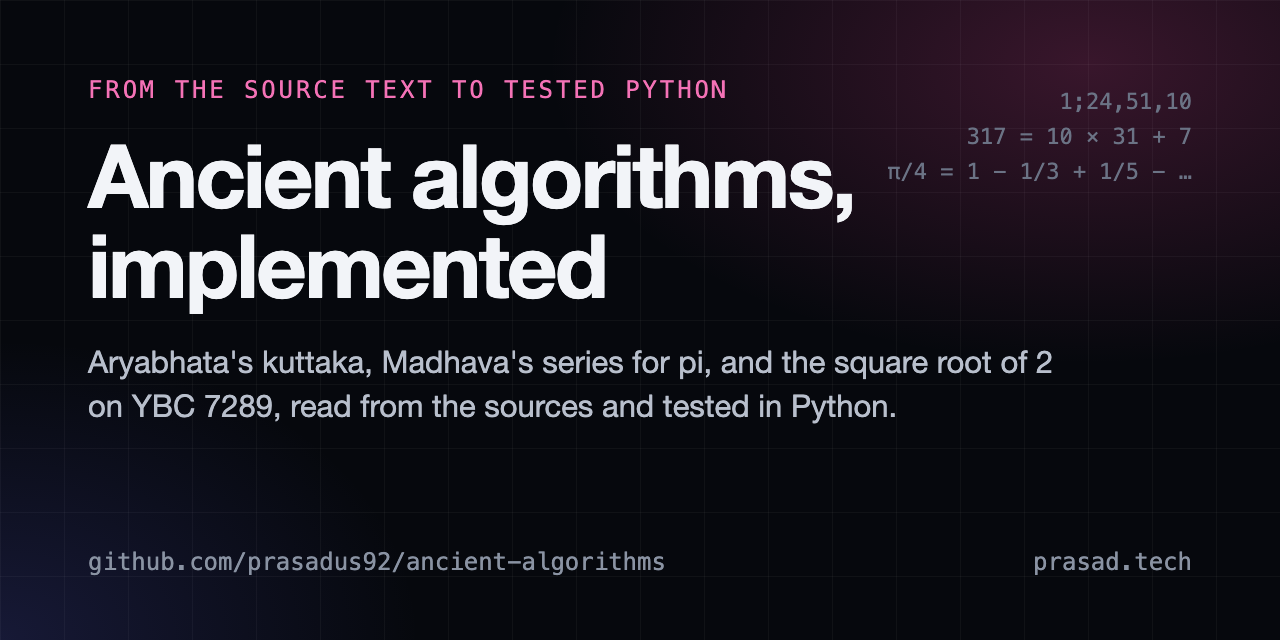 FROM THE SOURCE TEXT TO TESTED PYTHON
1;24,51,10
317 = 10 × 31 + 7
π/4 = 1 − 1/3 + 1/5 − …
Ancient algorithms,
implemented
Aryabhata's kuttaka, Madhava's series for pi, and the square root of 2
on YBC 7289, read from the sources and tested in Python.
github.com/prasadus92/ancient-algorithms
prasad.tech